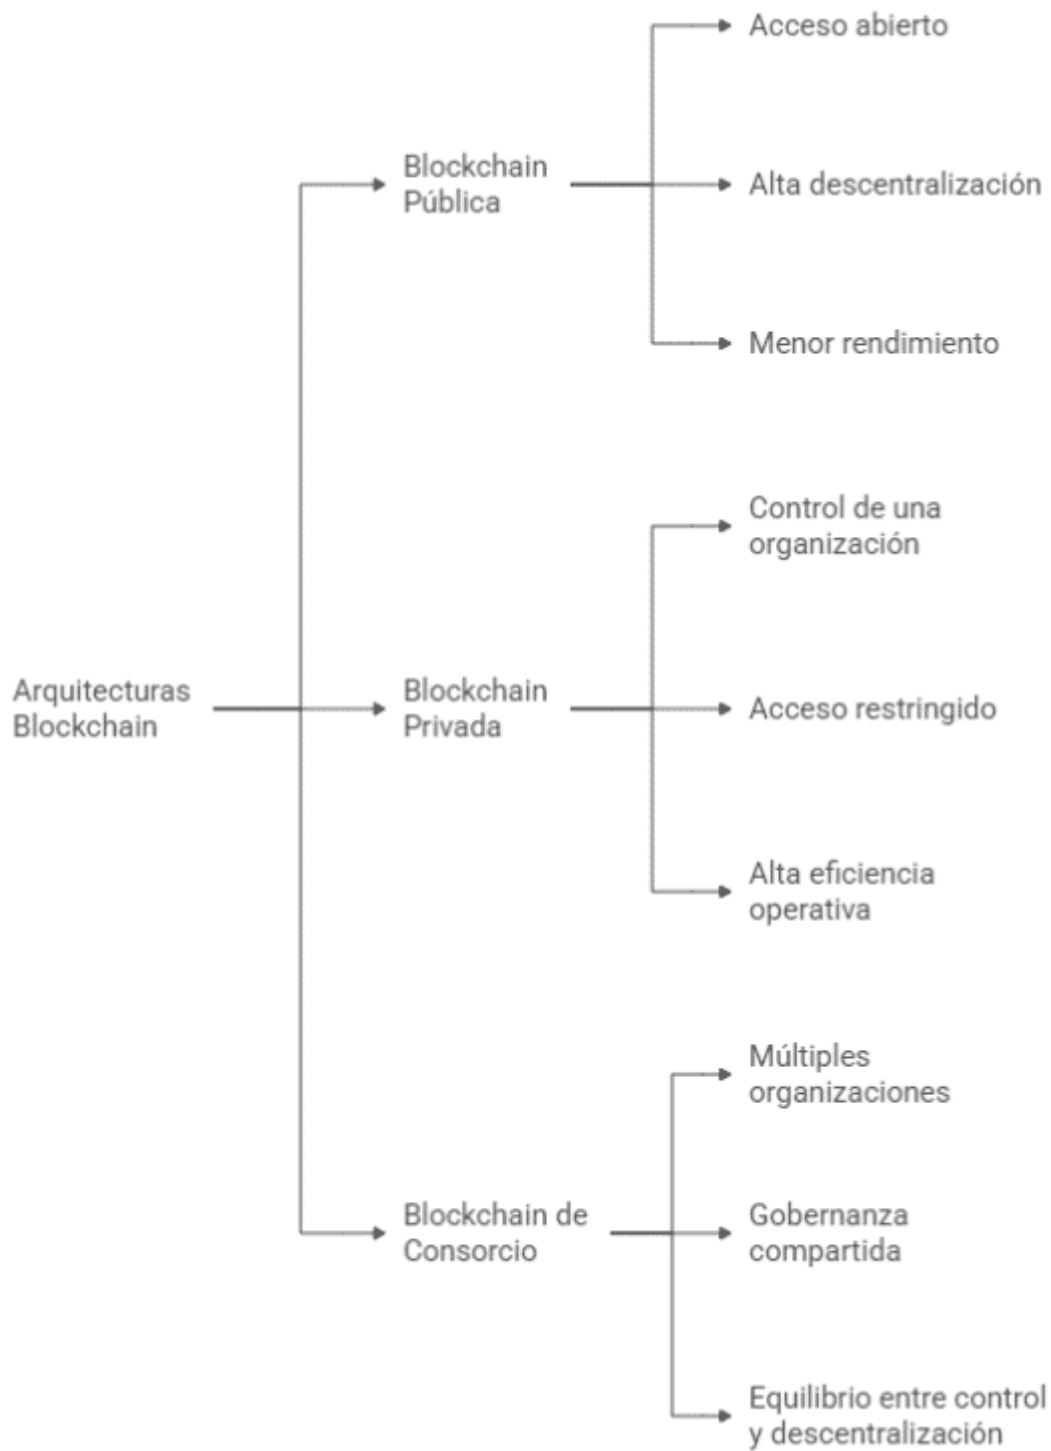 Arquitecturas
Blockchain
Blockchain
Pública
Acceso abierto
Alta descentralización
Menor rendimiento
Blockchain
Privada
Control de una
organización
Acceso restringido
Alta eficiencia
operativa
Blockchain de
Consorcio
Múltiples
organizaciones
Gobernanza
compartida
Equilibrio entre control
y descentralización